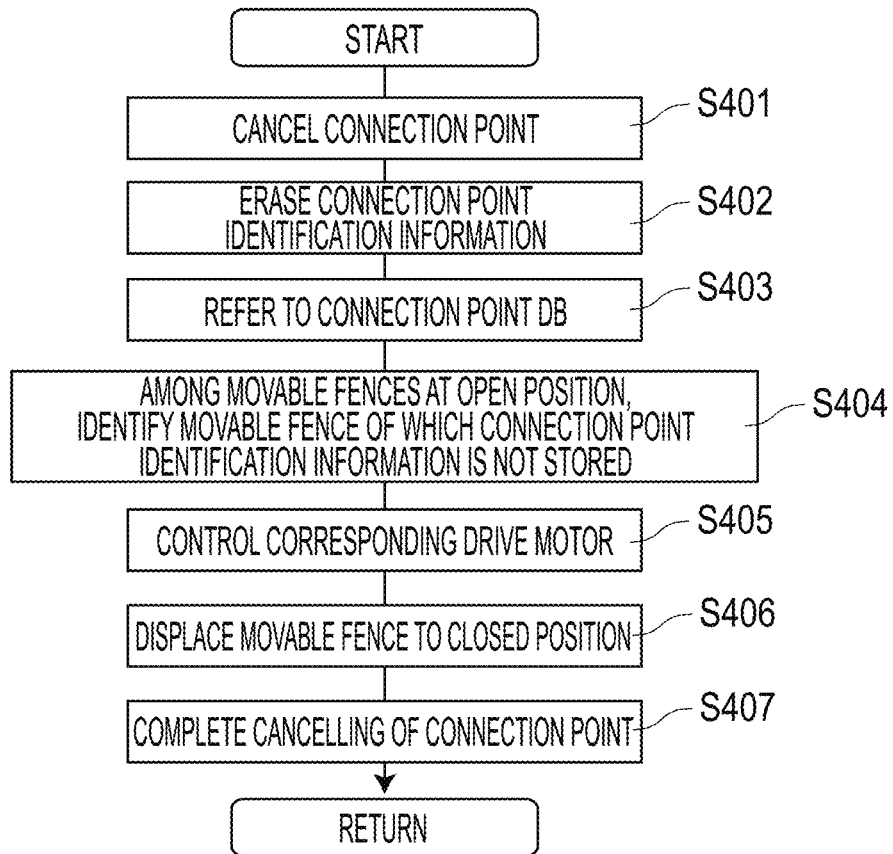 START
CANCEL CONNECTION POINT
S401
ERASE CONNECTION POINT
IDENTIFICATION INFORMATION
S402
REFER TO CONNECTION POINT DB
S403
AMONG MOVABLE FENCES AT OPEN POSITION,
IDENTIFY MOVABLE FENCE OF WHICH CONNECTION POINT
IDENTIFICATION INFORMATION IS NOT STORED
S404
CONTROL CORRESPONDING DRIVE MOTOR
S405
DISPLACE MOVABLE FENCE TO CLOSED POSITION
S406
COMPLETE CANCELLING OF CONNECTION POINT
S407
RETURN